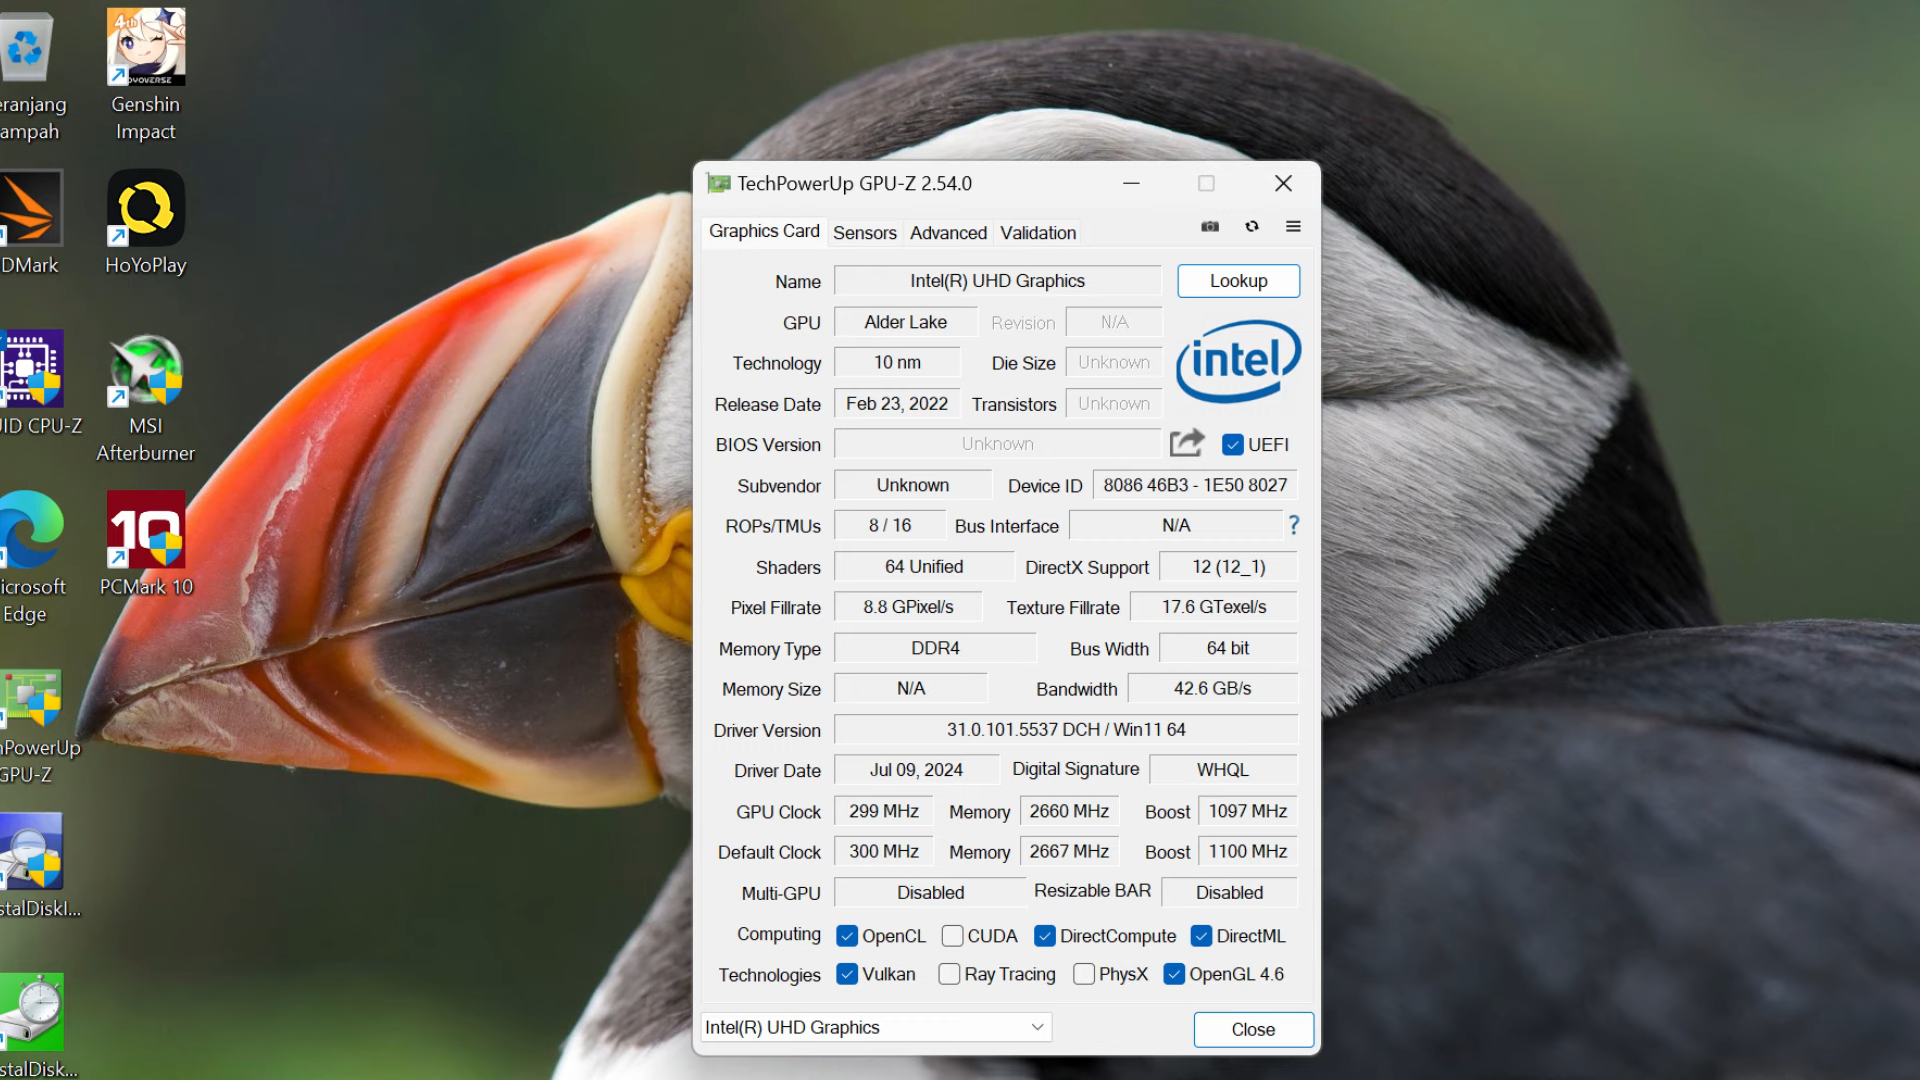 eranjang
ampah
4th
OYOVERSE
Genshin
Impact
DMark
HoYoPlay
UID CPU-Z
MSI
Afterburner
icrosoft
Edge
10
PCMark 10
hPowerUp
GPU-Z
stalDiskI...
stalDisk...
TechPowerUp GPU-Z 2.54.0
Graphics Card Sensors Advanced Validation
Name Intel(R) UHD Graphics Lookup
GPU Alder Lake Revision N/A
intel
Technology 10 nm Die Size Unknown
Release Date Feb 23, 2022 Transistors Unknown
BIOS Version Unknown UEFI
Subvendor Unknown Device ID 8086 46B3 - 1E50 8027
ROPs/TMUs 8 / 16 Bus Interface N/A ?
Shaders 64 Unified DirectX Support 12 (12_1)
Pixel Fillrate 8.8 GPixel/s Texture Fillrate 17.6 GTexel/s
Memory Type DDR4 Bus Width 64 bit
Memory Size N/A Bandwidth 42.6 GB/s
Driver Version 31.0.101.5537 DCH / Win11 64
Driver Date Jul 09, 2024 Digital Signature WHQL
GPU Clock 299 MHz Memory 2660 MHz Boost 1097 MHz
Default Clock 300 MHz Memory 2667 MHz Boost 1100 MHz
Multi-GPU Disabled Resizable BAR Disabled
Computing OpenCL CUDA DirectCompute DirectML
Technologies Vulkan Ray Tracing PhysX OpenGL 4.6
Intel(R) UHD Graphics Close